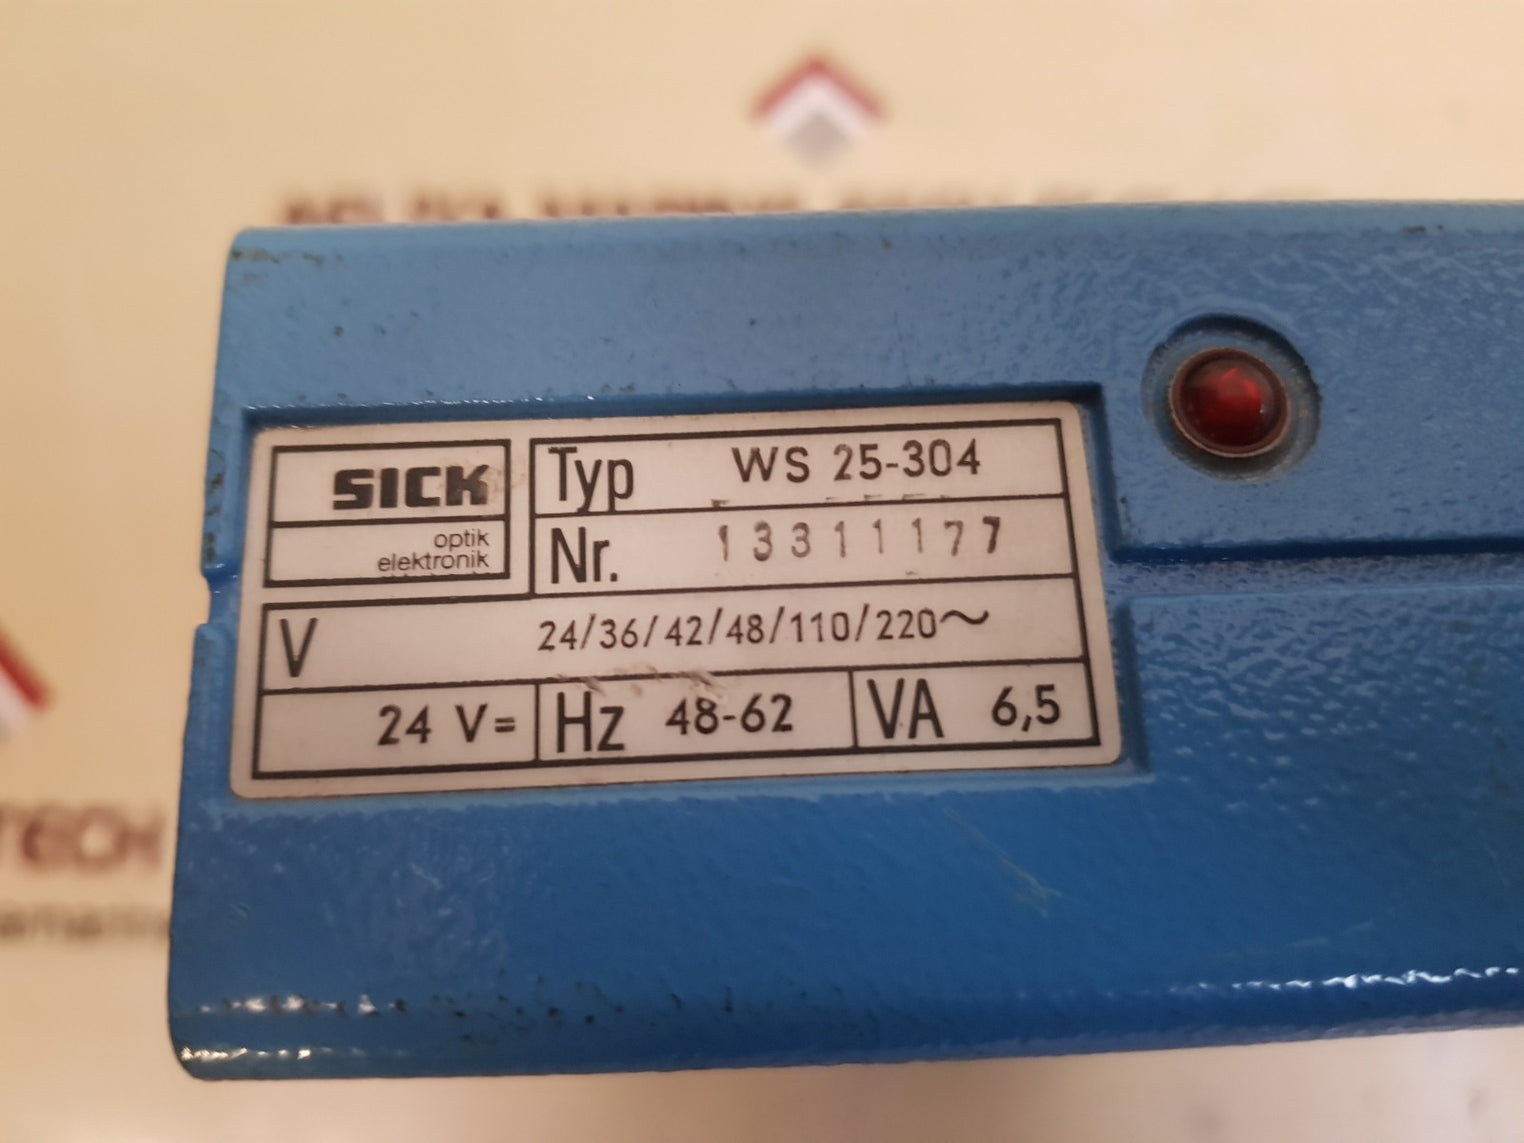 SICK
optik
elektronik
Typ WS 25-304
Nr. 13311177
V 24/36/42/48/110/220~
24 V= Hz 48-62 VA 6,5
TECH